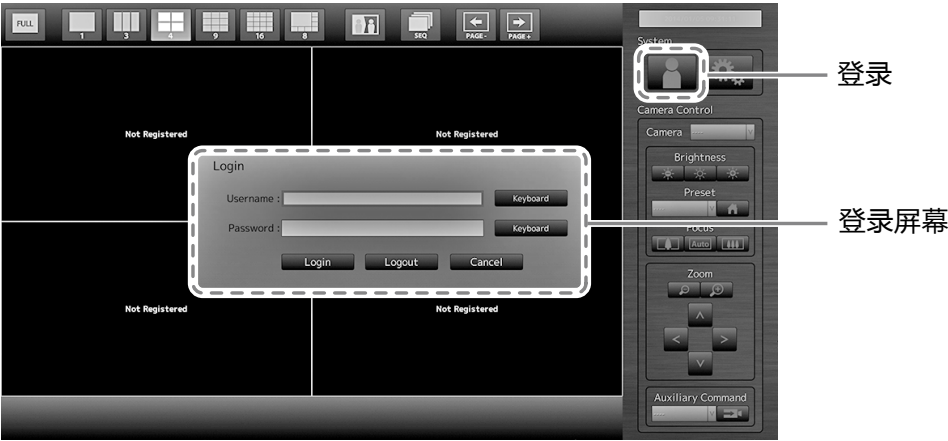 FULL
1
3
4
9
16
8
SEQ
PAGE-
PAGE+
System
登录
Camera Control
Camera
Brightness
Preset
Focus
Auto
Zoom
Auxiliary Command
Not Registered
Not Registered
Login
Username :
Keyboard
Password :
Keyboard
Login
Logout
Cancel
登录屏幕
Not Registered
Not Registered